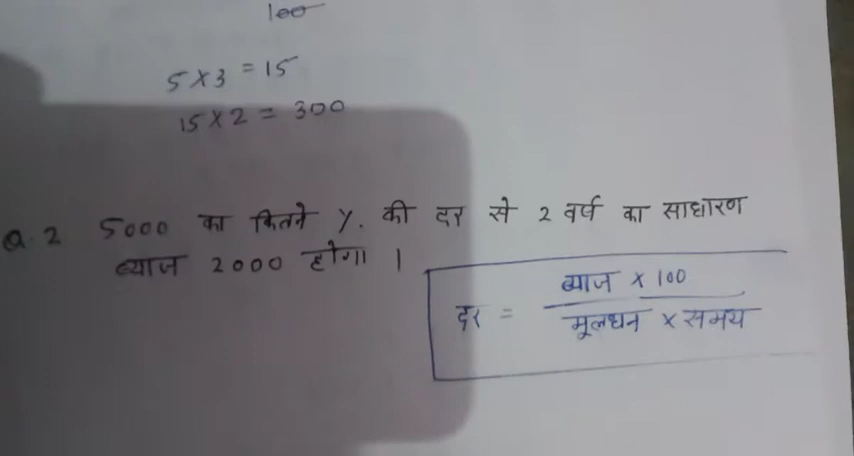 100
5 × 3 = 15
15 × 2 = 300
Q. 2 5000 का कितने %. की दर से 2 वर्ष का साधारण
ब्याज 2000 होगा ।
ब्याज × 100
दर =
मूलधन × समय